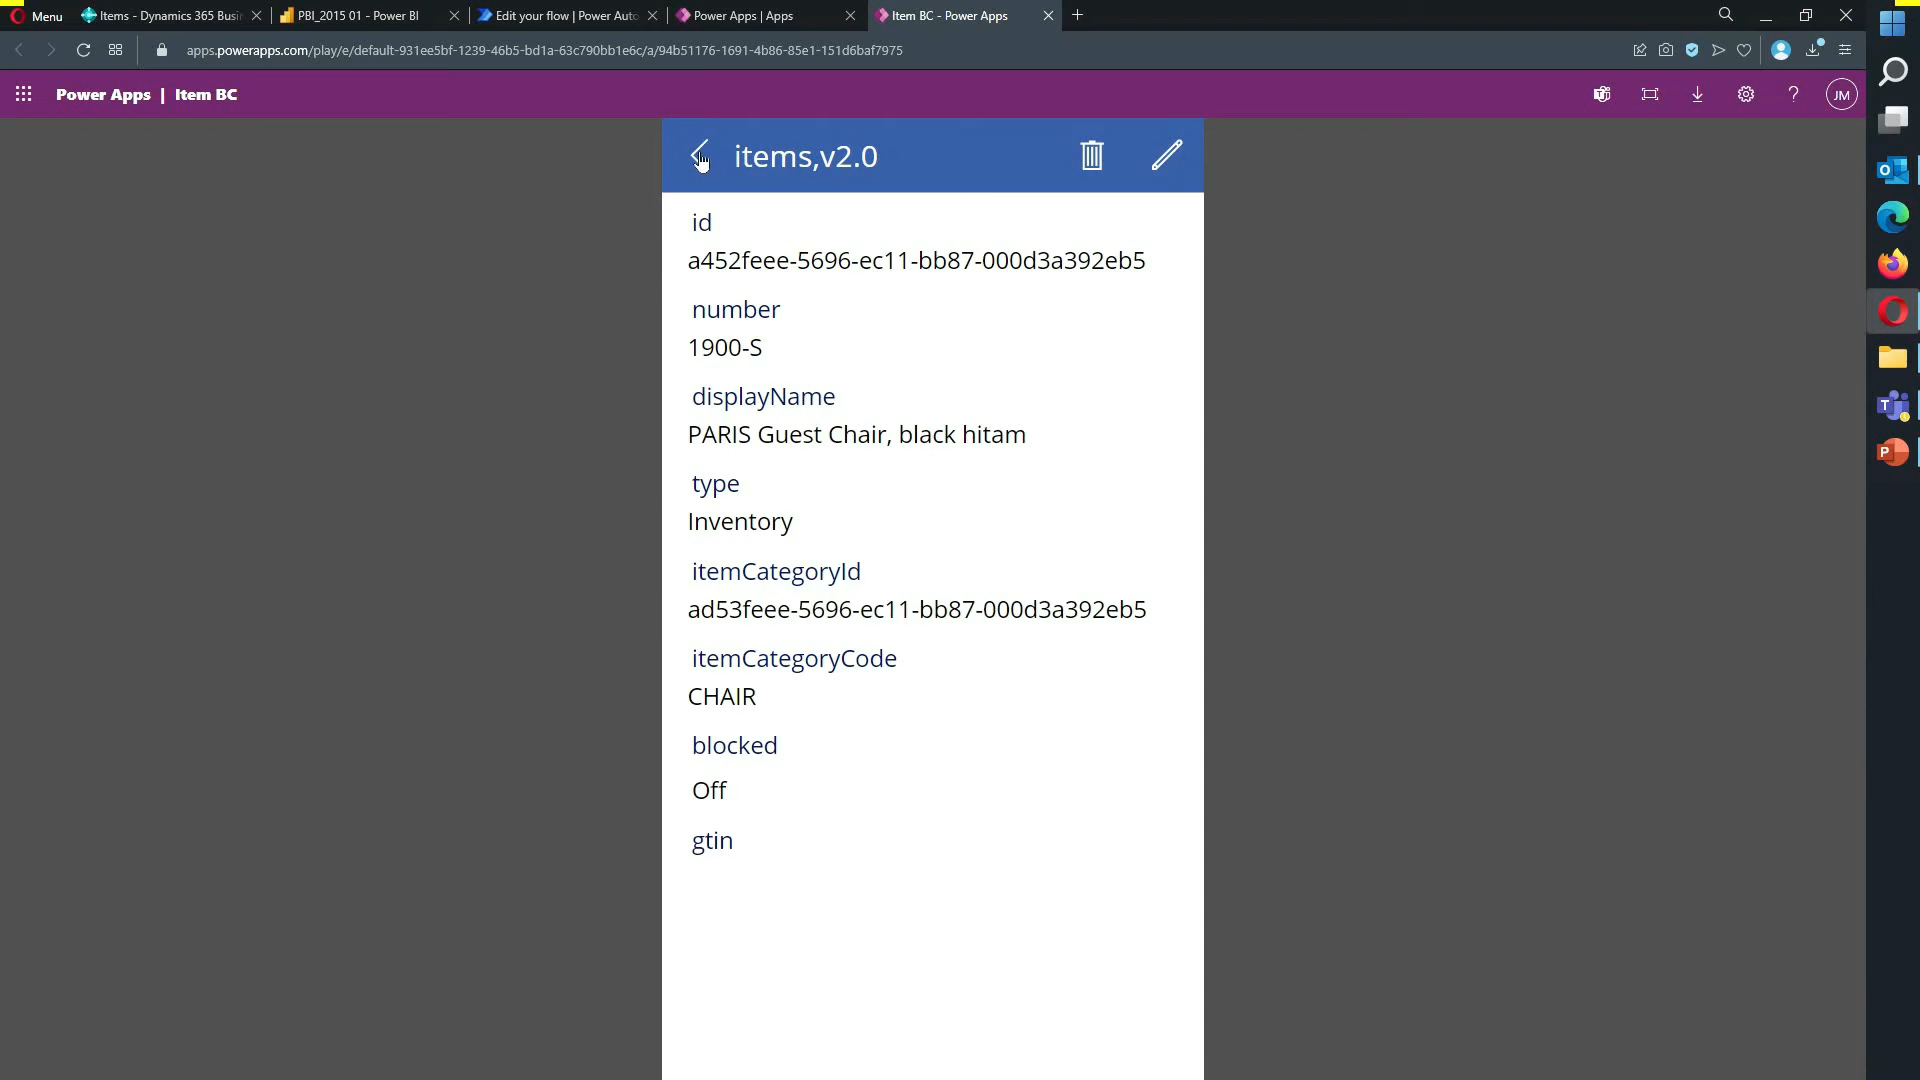 Menu
Items - Dynamics 365 Busi
PBI_2015 01 - Power BI
Edit your flow | Power Auto
Power Apps | Apps
Item BC - Power Apps
apps.powerapps.com/play/e/default-931ee5bf-1239-46b5-bd1a-63c790bb1e6c/a/94b51176-1691-4b86-85e1-151d6baf7975
Power Apps | Item BC
JM
items,v2.0
id
a452feee-5696-ec11-bb87-000d3a392eb5
number
1900-S
displayName
PARIS Guest Chair, black hitam
type
Inventory
itemCategoryId
ad53feee-5696-ec11-bb87-000d3a392eb5
itemCategoryCode
CHAIR
blocked
Off
gtin